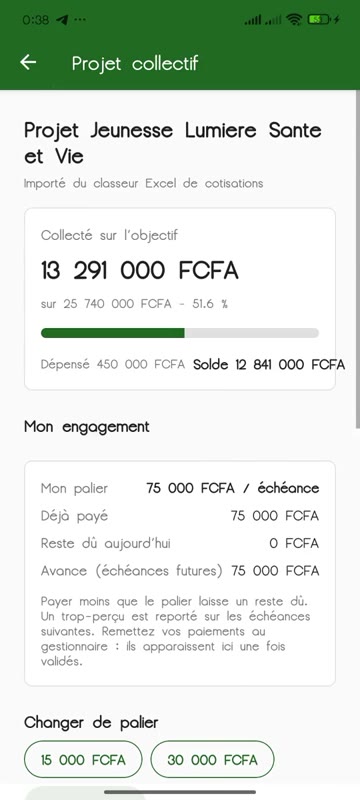 0:38
Projet collectif
Projet Jeunesse Lumiere Sante
et Vie
Importé du classeur Excel de cotisations
Collecté sur l'objectif
13 291 000 FCFA
sur 25 740 000 FCFA - 51.6 %
Dépensé 450 000 FCFA Solde 12 841 000 FCFA
Mon engagement
Mon palier 75 000 FCFA / échéance
Déjà payé 75 000 FCFA
Reste dû aujourd'hui 0 FCFA
Avance (échéances futures) 75 000 FCFA
Payer moins que le palier laisse un reste dû.
Un trop-perçu est reporté sur les échéances
suivantes. Remettez vos paiements au
gestionnaire : ils apparaissent ici une fois
validés.
Changer de palier
15 000 FCFA 30 000 FCFA